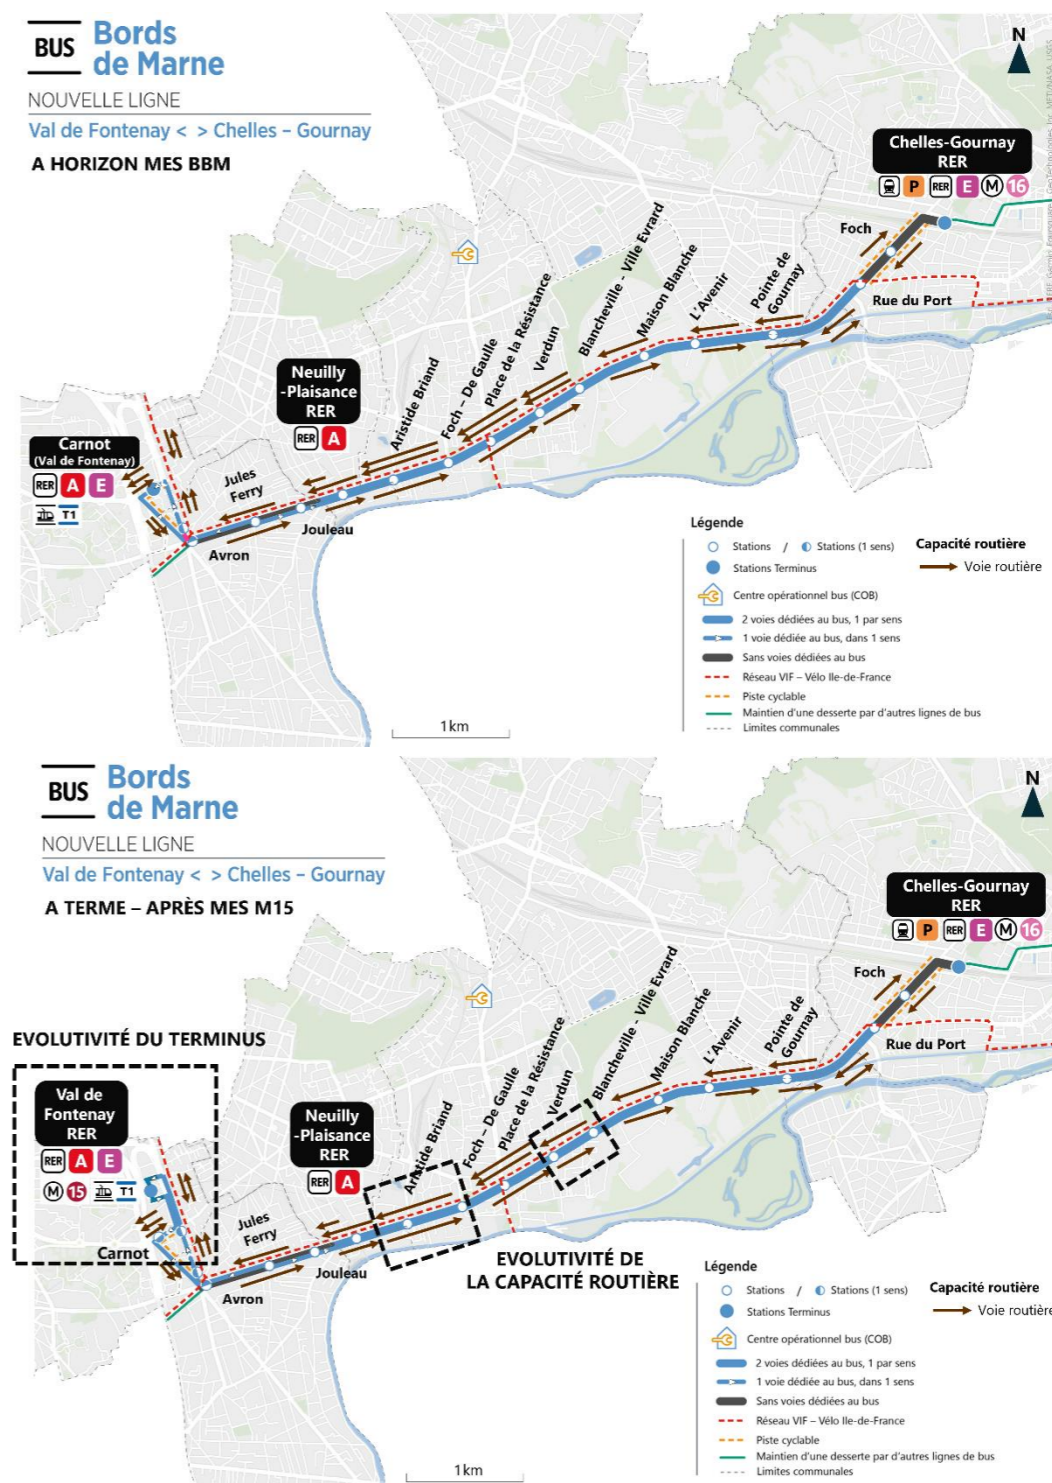 BUS
Bords
de Marne
NOUVELLE LIGNE
Val de Fontenay < > Chelles – Gournay
A HORIZON MES BBM
N
Chelles-Gournay
RER
P RER E M 16
Foch
Rue du Port
Pointe de
Gournay
L'Avenir
Maison Blanche
Blancheville - Ville Evrard
Verdun
Place de la Résistance
Foch – De Gaulle
Aristide Briand
Neuilly
-Plaisance
RER
RER A
Carnot
(Val de Fontenay)
RER A E
T1
Jules
Ferry
Jouleau
Avron
Légende
Stations / Stations (1 sens)
Stations Terminus
Centre opérationnel bus (COB)
2 voies dédiées au bus, 1 par sens
1 voie dédiée au bus, dans 1 sens
Sans voies dédiées au bus
Réseau VIF – Vélo Ile-de-France
Piste cyclable
Maintien d'une desserte par d'autres lignes de bus
Limites communales
Capacité routière
Voie routière
1 km
BUS
Bords
de Marne
NOUVELLE LIGNE
Val de Fontenay < > Chelles – Gournay
A TERME – APRÈS MES M15
N
Chelles-Gournay
RER
P RER E M 16
Foch
Rue du Port
Pointe de
Gournay
L'Avenir
Maison Blanche
Blancheville - Ville Evrard
Verdun
Place de la Résistance
Foch – De Gaulle
Aristide Briand
EVOLUTIVITÉ DU TERMINUS
Val de
Fontenay
RER
RER A E
M 15 T1
Carnot
Neuilly
-Plaisance
RER
RER A
Jules
Ferry
Jouleau
Avron
EVOLUTIVITÉ DE
LA CAPACITÉ ROUTIÈRE
Légende
Stations / Stations (1 sens)
Stations Terminus
Centre opérationnel bus (COB)
2 voies dédiées au bus, 1 par sens
1 voie dédiée au bus, dans 1 sens
Sans voies dédiées au bus
Réseau VIF – Vélo Ile-de-France
Piste cyclable
Maintien d'une desserte par d'autres lignes de bus
Limites communales
Capacité routière
Voie routière
1 km